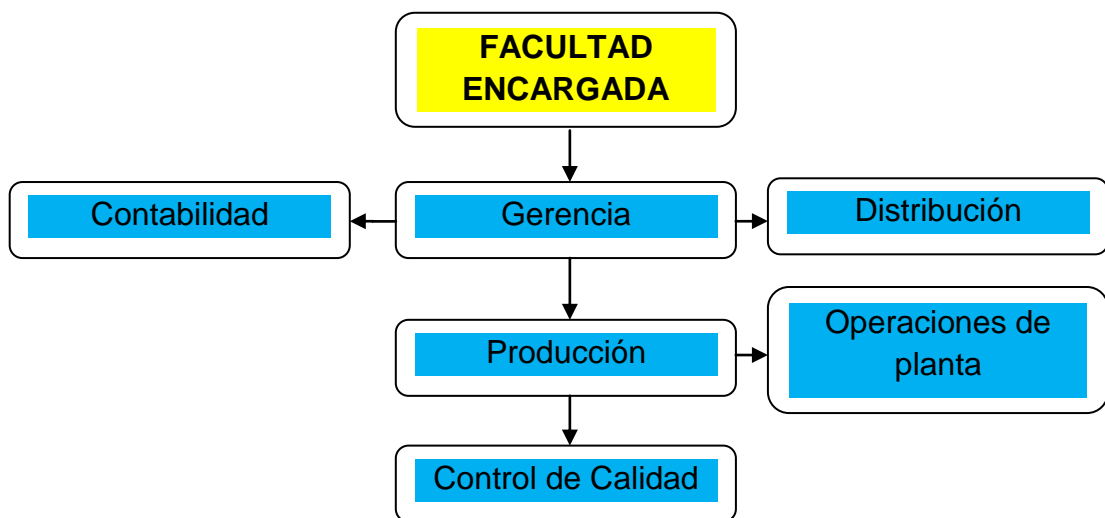 FACULTAD
ENCARGADA
Contabilidad
Gerencia
Distribución
Producción
Operaciones de
planta
Control de Calidad